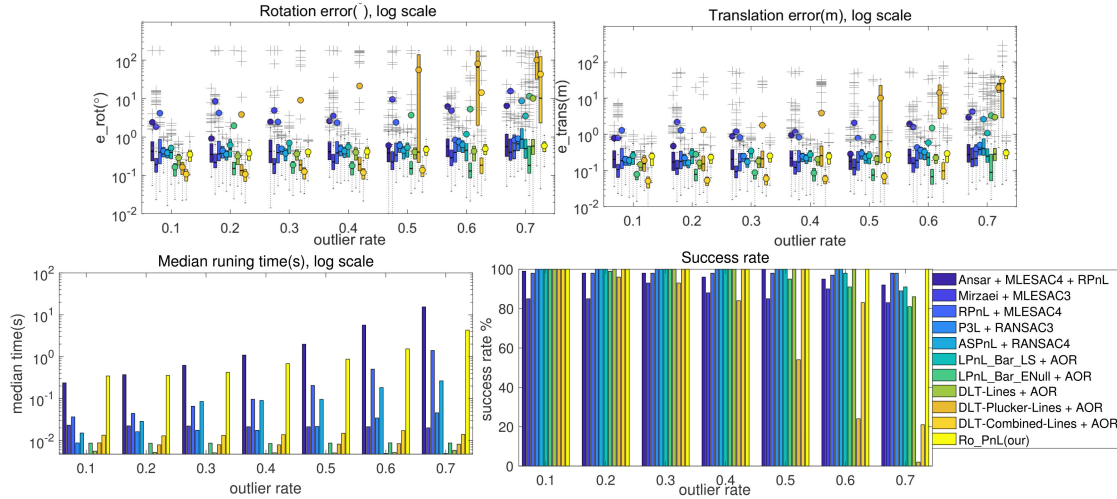 Rotation error(°), log scale
e_rot(°)
10^2
10^1
10^0
10^-1
10^-2
0.1 0.2 0.3 0.4 0.5 0.6 0.7
outlier rate
Translation error(m), log scale
e_trans(m)
10^2
10^1
10^0
10^-1
10^-2
0.1 0.2 0.3 0.4 0.5 0.6 0.7
outlier rate
Median runing time(s), log scale
median time(s)
10^2
10^1
10^0
10^-1
10^-2
0.1 0.2 0.3 0.4 0.5 0.6 0.7
outlier rate
Success rate
success rate %
100
80
60
40
20
0
0.1 0.2 0.3 0.4 0.5 0.6 0.7
outlier rate
Ansar + MLESAC4 + RPnL
Mirzaei + MLESAC3
RPnL + MLESAC4
P3L + RANSAC3
ASPnL + RANSAC4
LPnL_Bar_LS + AOR
LPnL_Bar_ENull + AOR
DLT-Lines + AOR
DLT-Plucker-Lines + AOR
DLT-Combined-Lines + AOR
Ro_PnL(our)